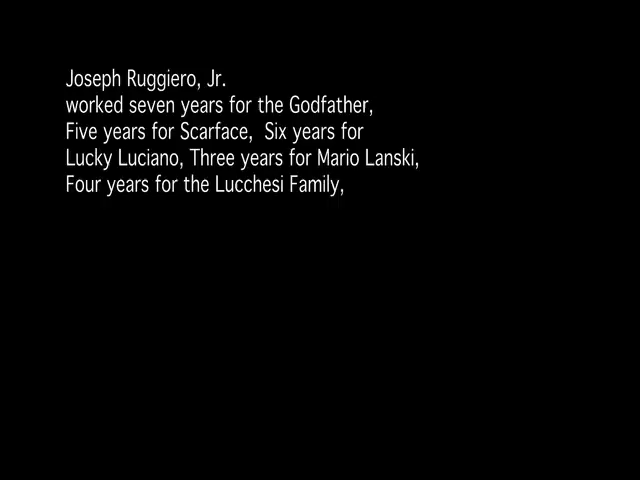 Joseph Ruggiero, Jr.
worked seven years for the Godfather,
Five years for Scarface,  Six years for
Lucky Luciano, Three years for Mario Lanski,
Four years for the Lucchesi Family,